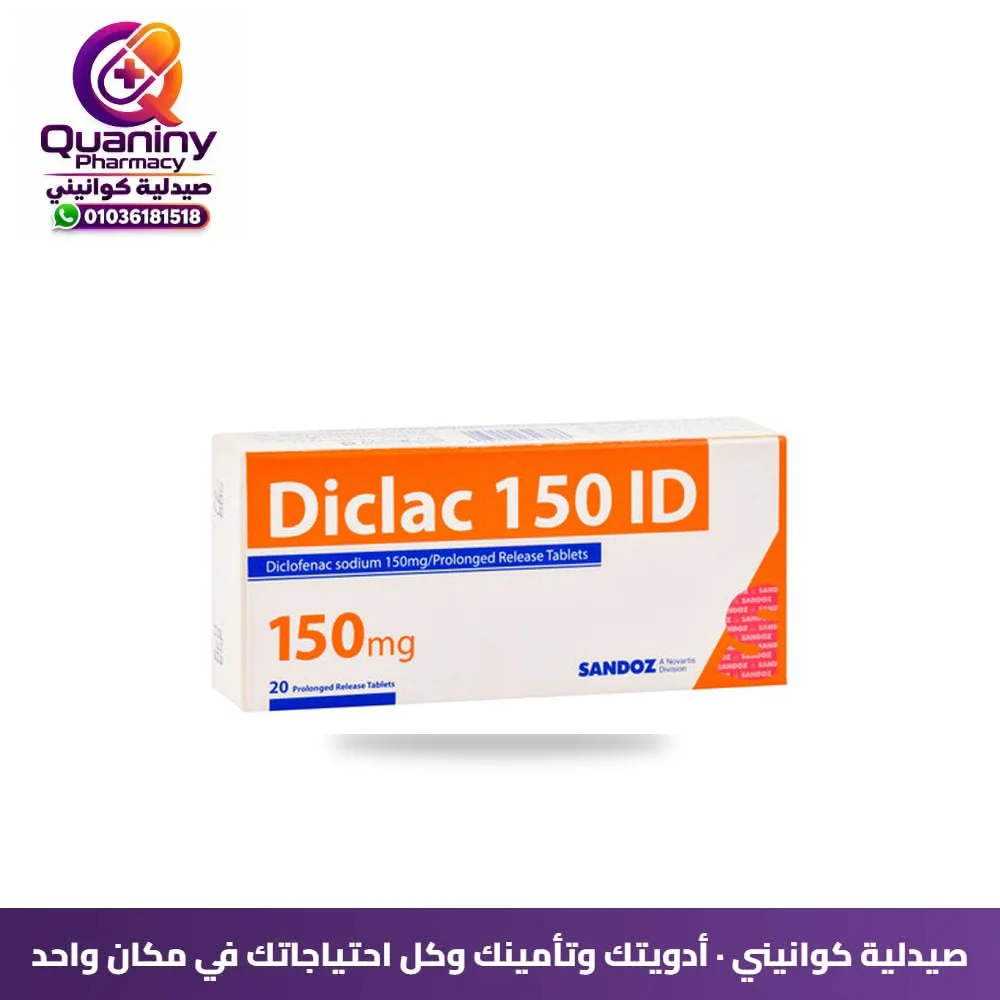 Quaniny
Pharmacy
صيدلية كوانيني
01036181518
Diclac 150 ID
Diclofenac sodium 150mg/Prolonged Release Tablets
150mg
20 Prolonged Release Tablets
SANDOZ A Novartis
Division
SANDOZ
صيدلية كوانيني · أدويتك وتأمينك وكل احتياجاتك في مكان واحد